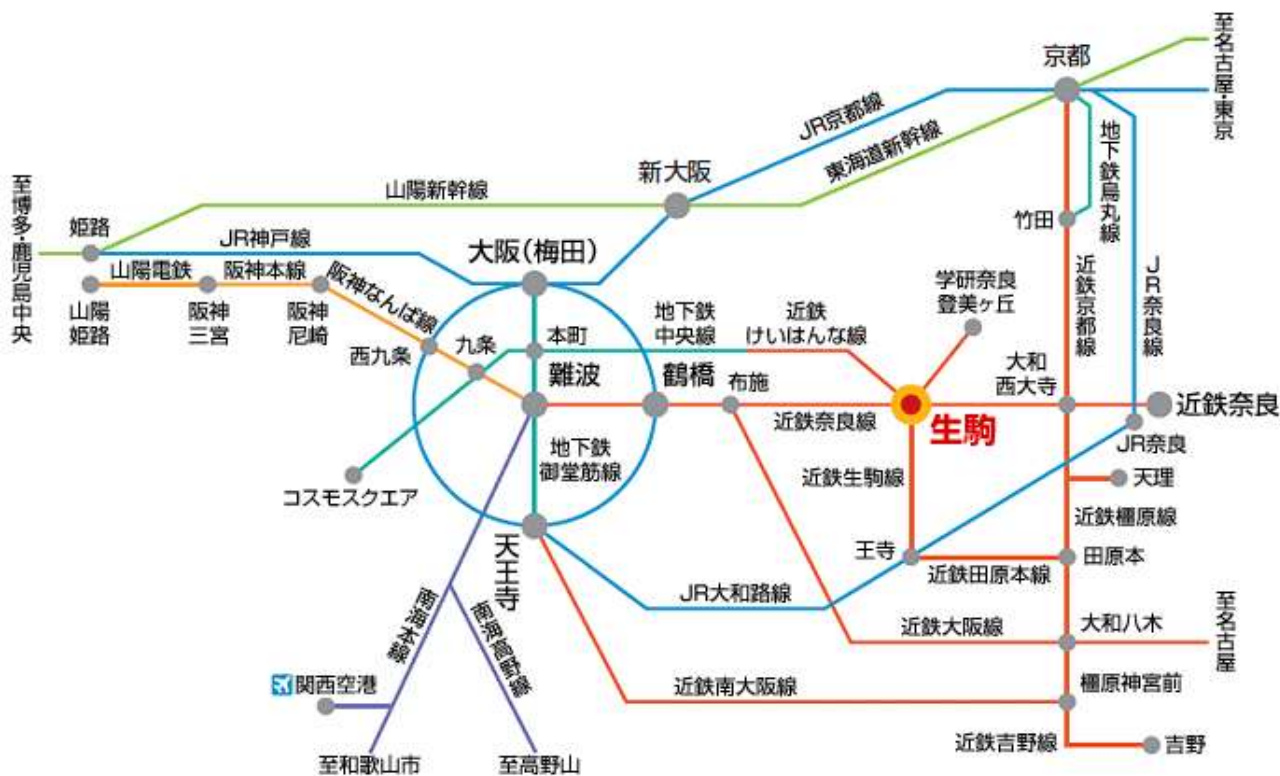 京都
至名古屋・東京
JR京都線
東海道新幹線
地下鉄烏丸線
新大阪
山陽新幹線
至博多・鹿児島中央
姫路
JR神戸線
大阪(梅田)
竹田
山陽電鉄
阪神本線
阪神なんば線
山陽
姫路
阪神
三宮
阪神
尼崎
西九条
九条
本町
地下鉄
中央線
近鉄
けいはんな線
学研奈良
登美ヶ丘
近鉄京都線
JR奈良線
難波
鶴橋
布施
大和
西大寺
近鉄奈良
近鉄奈良線
生駒
JR奈良
地下鉄
御堂筋線
コスモスクエア
近鉄生駒線
天理
近鉄橿原線
天王寺
王寺
田原本
近鉄田原本線
JR大和路線
南海本線
南海高野線
近鉄大阪線
大和八木
至名古屋
関西空港
近鉄南大阪線
橿原神宮前
近鉄吉野線
吉野
至和歌山市
至高野山